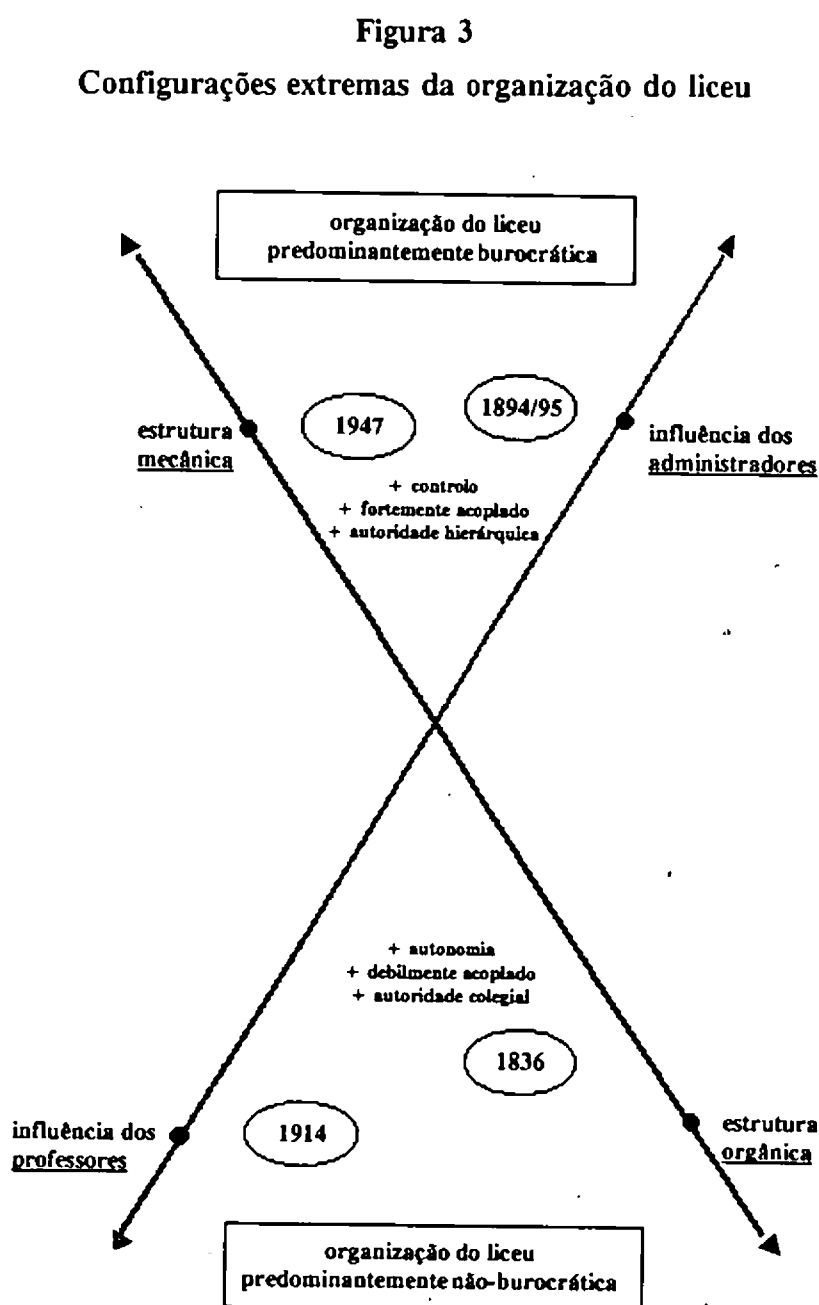 Figura 3
Configurações extremas da organização do liceu
organização do liceu
predominantemente burocrática
1947
1894/95
estrutura
mecânica
influência dos
administradores
+ controlo
+ fortemente acoplado
+ autoridade hierárquica
+ autonomia
+ debilmente acoplado
+ autoridade colegial
1836
influência dos
professores
1914
estrutura
orgânica
organização do liceu
predominantemente não-burocrática